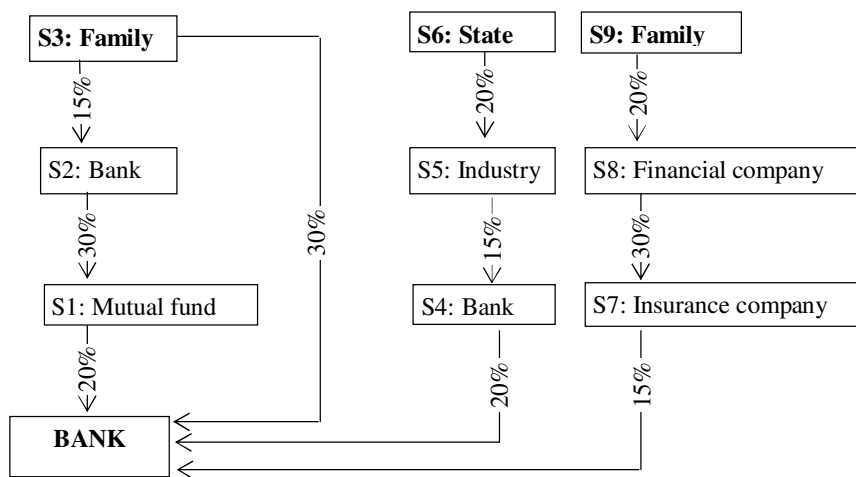 S3: Family
S6: State
S9: Family
15%
20%
20%
S2: Bank
S5: Industry
S8: Financial company
30%
30%
15%
30%
S1: Mutual fund
S4: Bank
S7: Insurance company
20%
20%
15%
BANK